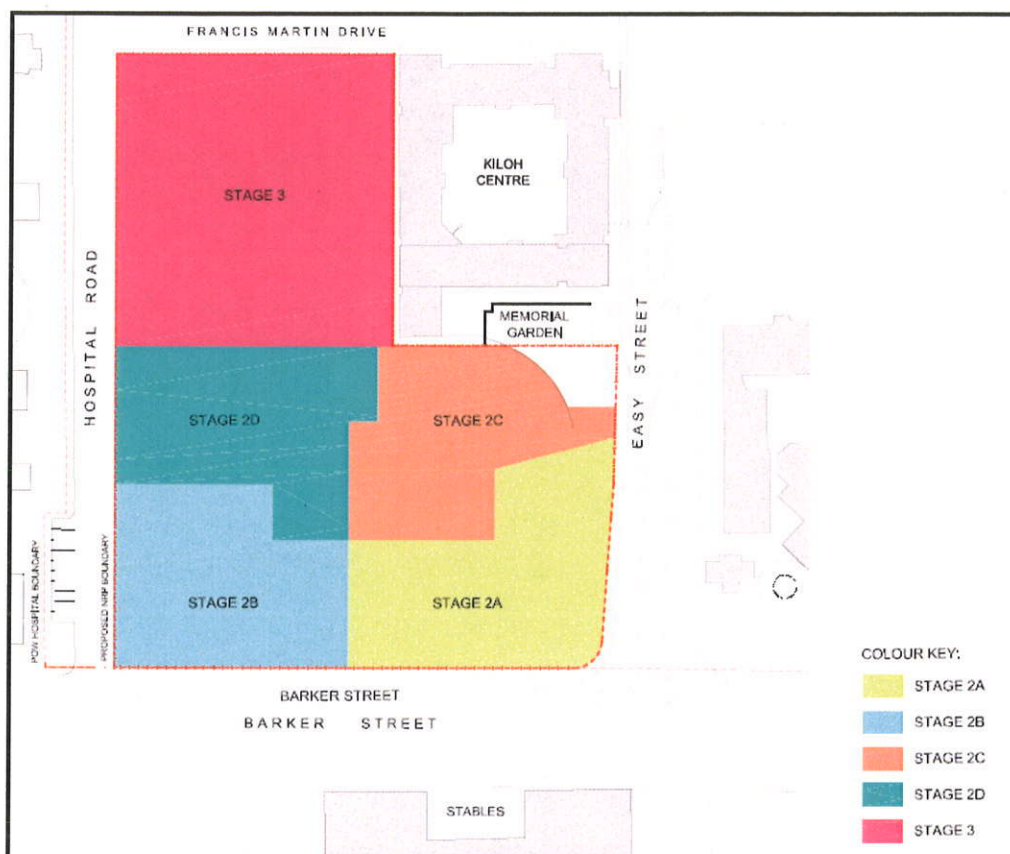 FRANCIS MARTIN DRIVE
STAGE 3
KILOH
CENTRE
HOSPITAL ROAD
MEMORIAL
GARDEN
EASY STREET
STAGE 2D
STAGE 2C
POW HOSPITAL BOUNDARY
PROPOSED NRP BOUNDARY
STAGE 2B
STAGE 2A
BARKER STREET
BARKER STREET
STABLES
COLOUR KEY:
STAGE 2A
STAGE 2B
STAGE 2C
STAGE 2D
STAGE 3